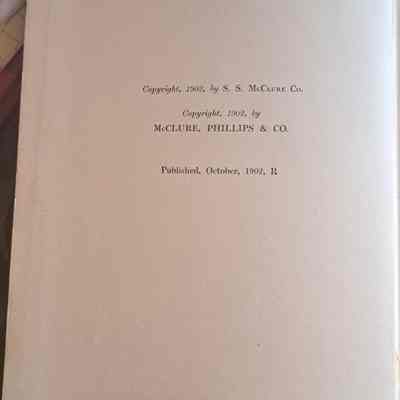 Copyright, 1902, by S. S. McClure Co.
Copyright, 1902, by
McCLURE, PHILLIPS & CO.
Published, October, 1902, R